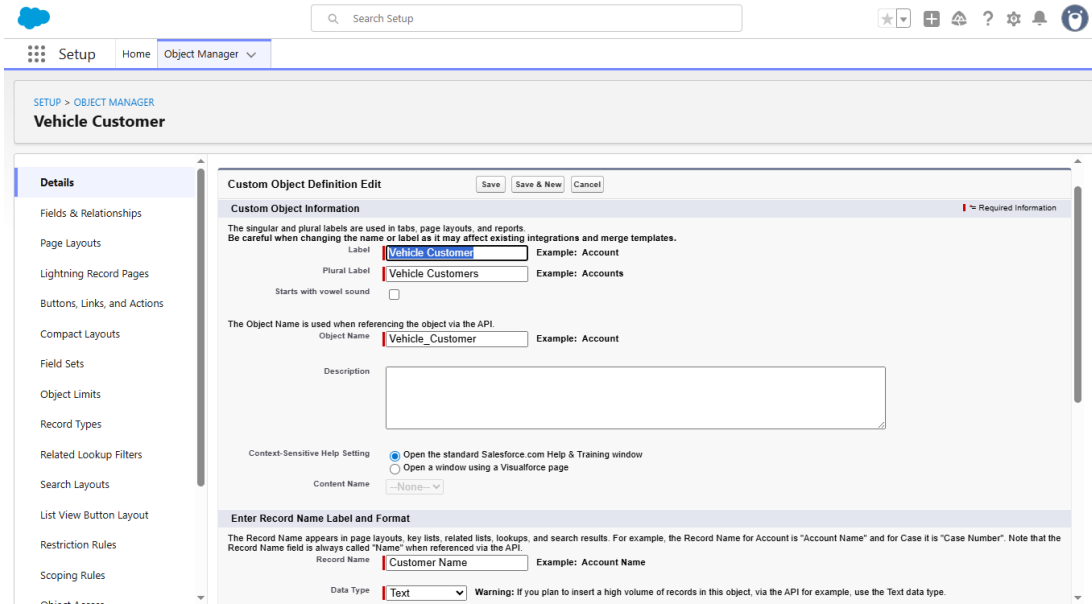 Search Setup
Setup
Home
Object Manager
SETUP > OBJECT MANAGER
Vehicle Customer
Details
Fields & Relationships
Page Layouts
Lightning Record Pages
Buttons, Links, and Actions
Compact Layouts
Field Sets
Object Limits
Record Types
Related Lookup Filters
Search Layouts
List View Button Layout
Restriction Rules
Scoping Rules
Object Access
Custom Object Definition Edit Save Save & New Cancel
Custom Object Information *= Required Information
The singular and plural labels are used in tabs, page layouts, and reports.
Be careful when changing the name or label as it may affect existing integrations and merge templates.
Label Vehicle Customer Example: Account
Plural Label Vehicle Customers Example: Accounts
Starts with vowel sound
The Object Name is used when referencing the object via the API.
Object Name Vehicle_Customer Example: Account
Description
Context-Sensitive Help Setting Open the standard Salesforce.com Help & Training window
Open a window using a Visualforce page
Content Name --None--
Enter Record Name Label and Format
The Record Name appears in page layouts, key lists, related lists, lookups, and search results. For example, the Record Name for Account is "Account Name" and for Case it is "Case Number". Note that the
Record Name field is always called "Name" when referenced via the API.
Record Name Customer Name Example: Account Name
Data Type Text Warning: If you plan to insert a high volume of records in this object, via the API for example, use the Text data type.